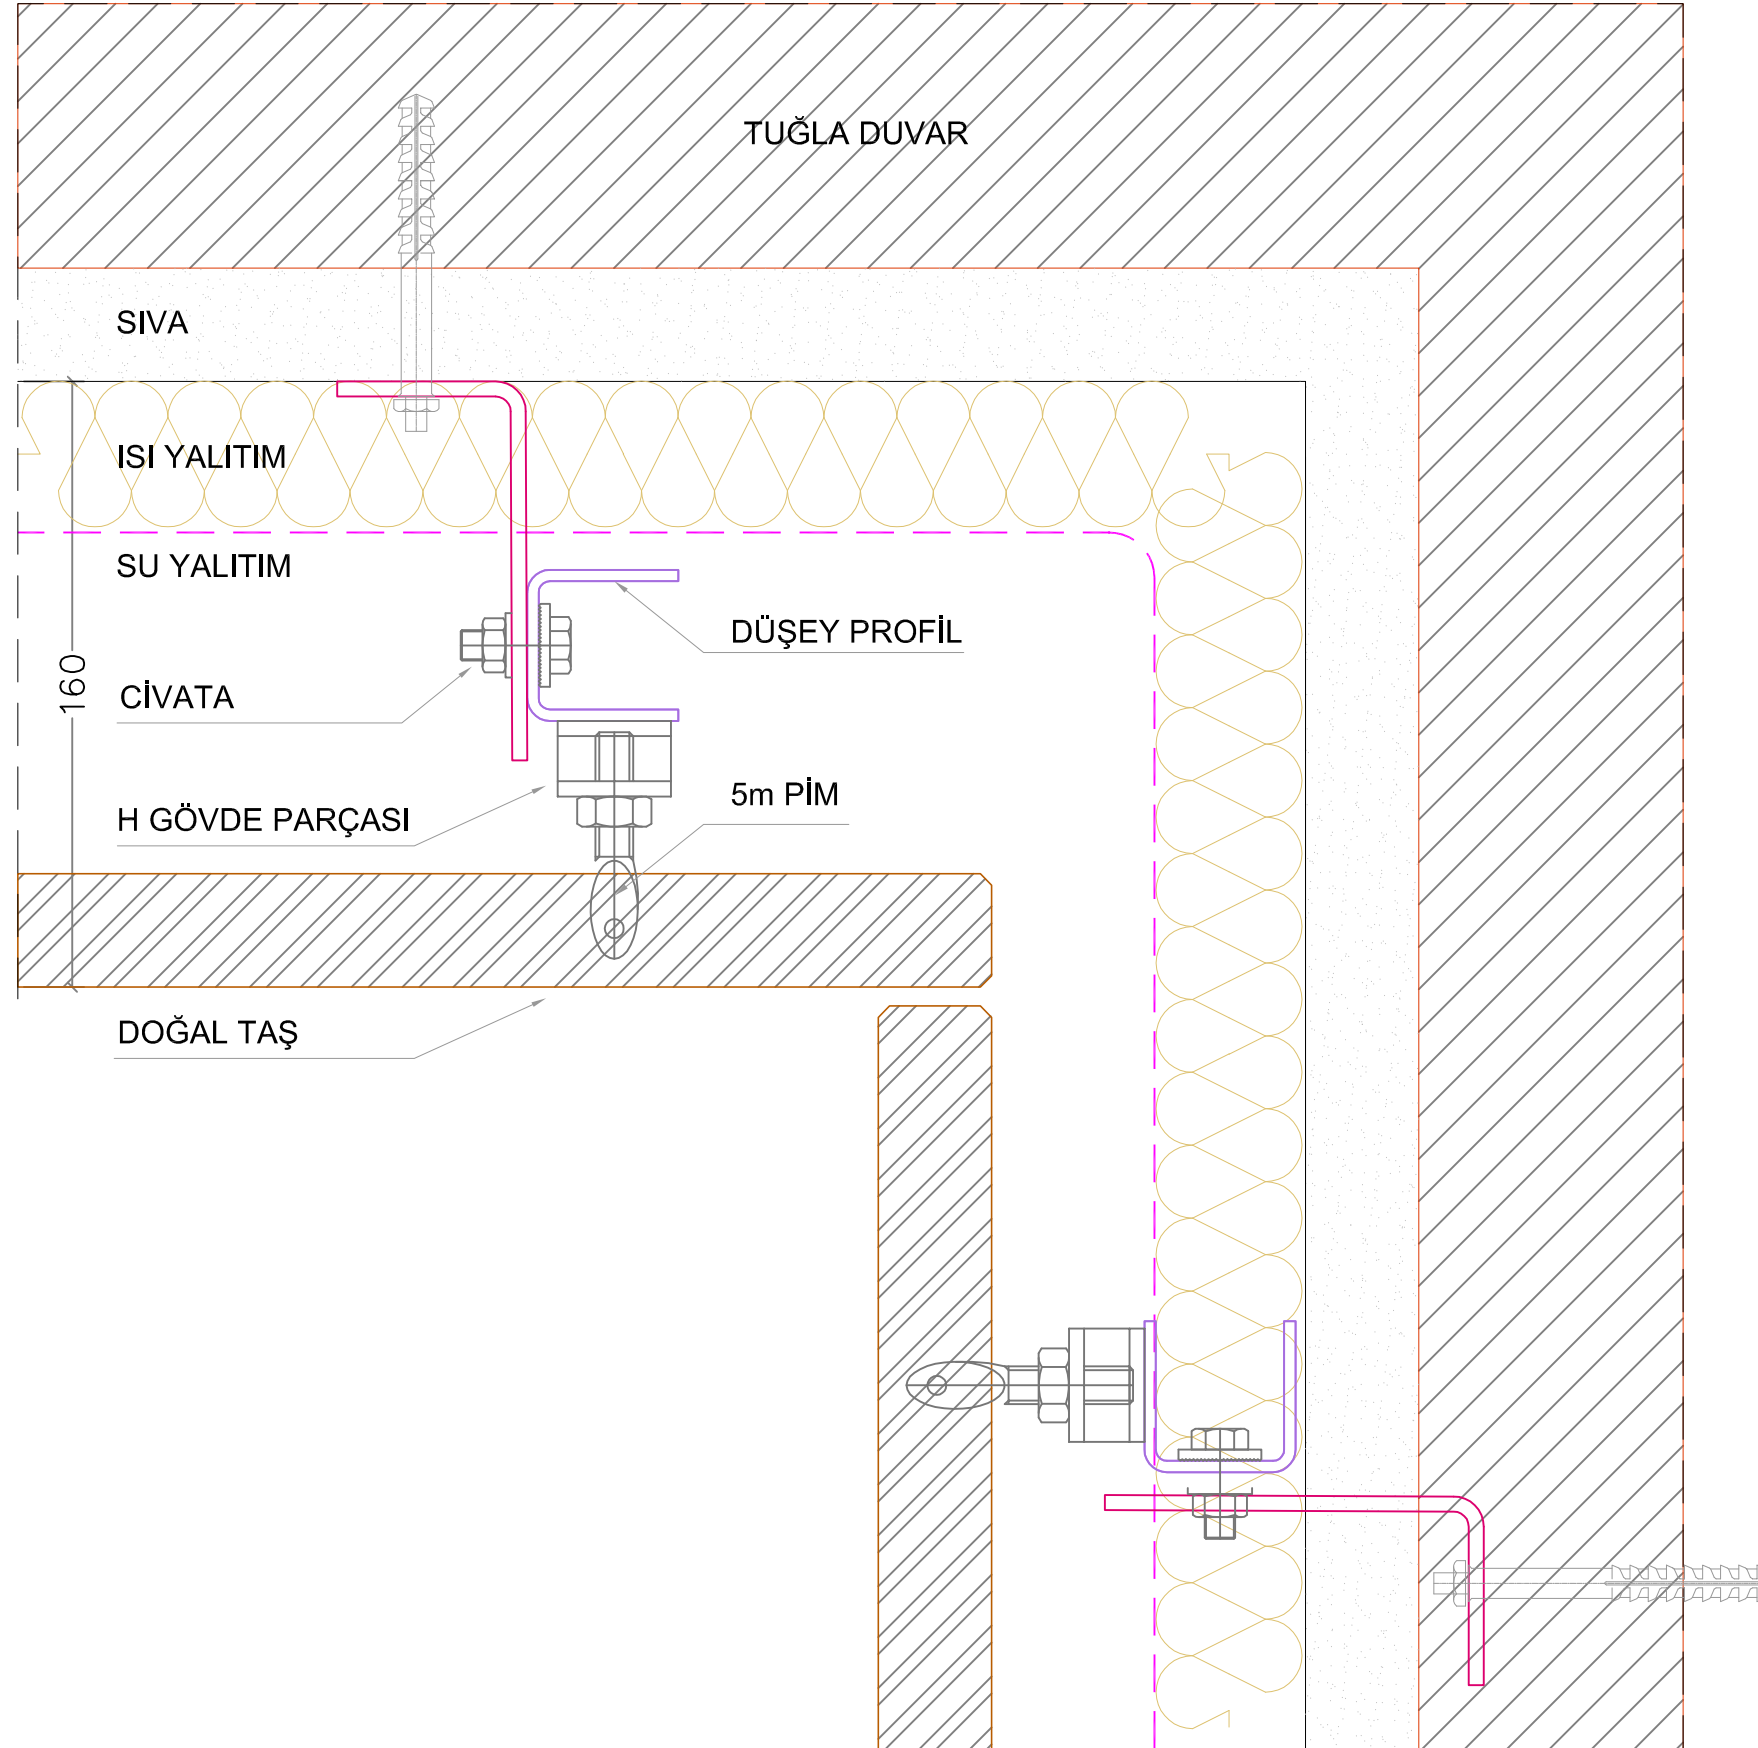 TUĞLA DUVAR
SIVA
ISI YALITIM
SU YALITIM
DÜŞEY PROFİL
160
CİVATA
5m PİM
H GÖVDE PARÇASI
DOĞAL TAŞ